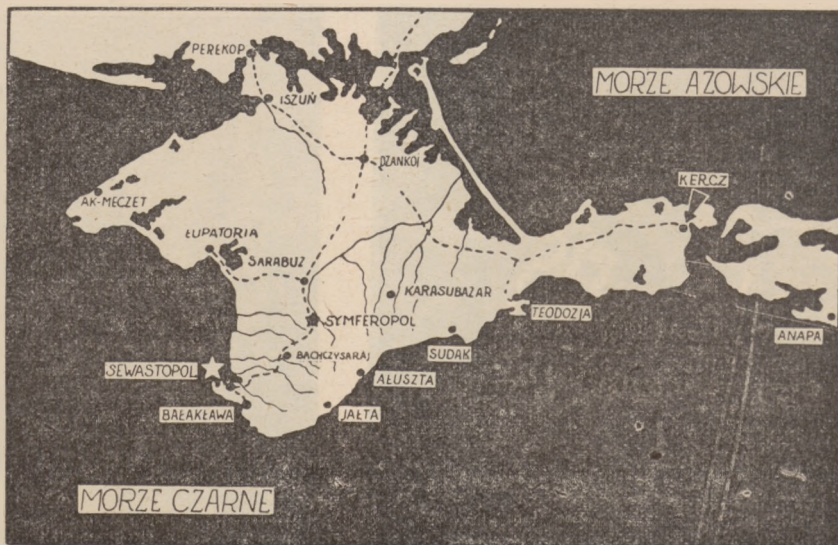 PEREKOP
MORZE AZOWSKIE
ISZUŃ
DZANKOJ
KERCZ
AK-MECZET
ŁUPATORIA
SARABUZ
KARASUBAZAR
TEODOZJA
SYMFEROPOL
ANAPA
SUDAK
BACHCZYSARAJ
SEWASTOPOL
AŁUSZTA
BAŁAKŁAWA
JAŁTA
MORZE CZARNE